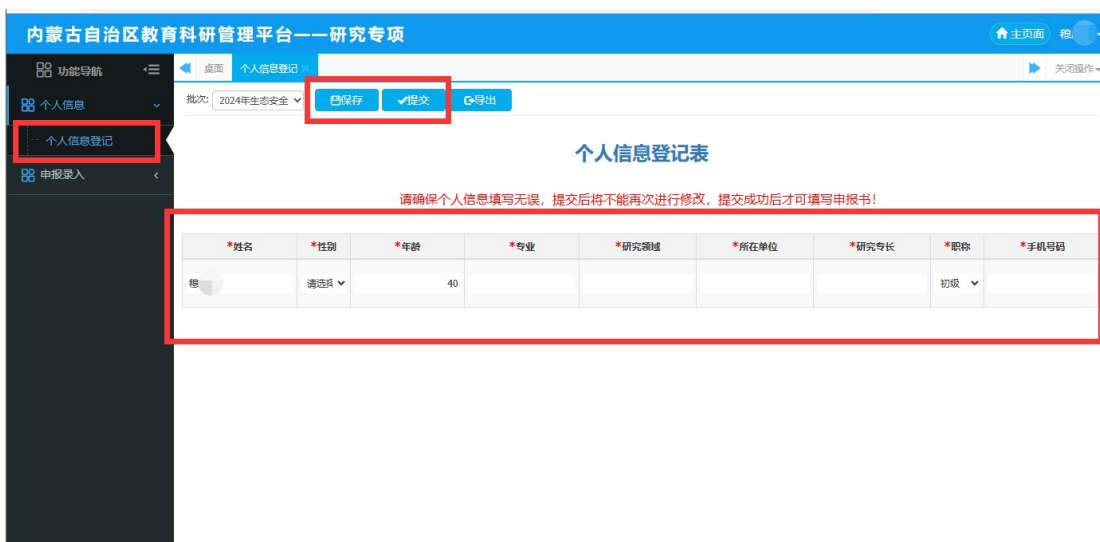 内蒙古自治区教育科研管理平台——研究专项
主页面 穆
功能导航
桌面 个人信息登记
关闭操作
个人信息
批次: 2024年生态安全 保存 提交 导出
个人信息登记
个人信息登记表
申报录入
请确保个人信息填写无误，提交后将不能再次进行修改，提交成功后才可填写申报书！
*姓名 *性别 *年龄 *专业 *研究领域 *所在单位 *研究专长 *职称 *手机号码
穆 请选择 40 初级